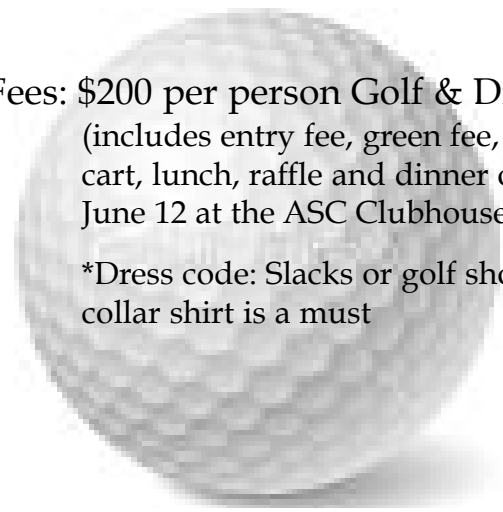 Fees: $200 per person Golf & D
(includes entry fee, green fee,
cart, lunch, raffle and dinner o
June 12 at the ASC Clubhouse
*Dress code: Slacks or golf sho
collar shirt is a must